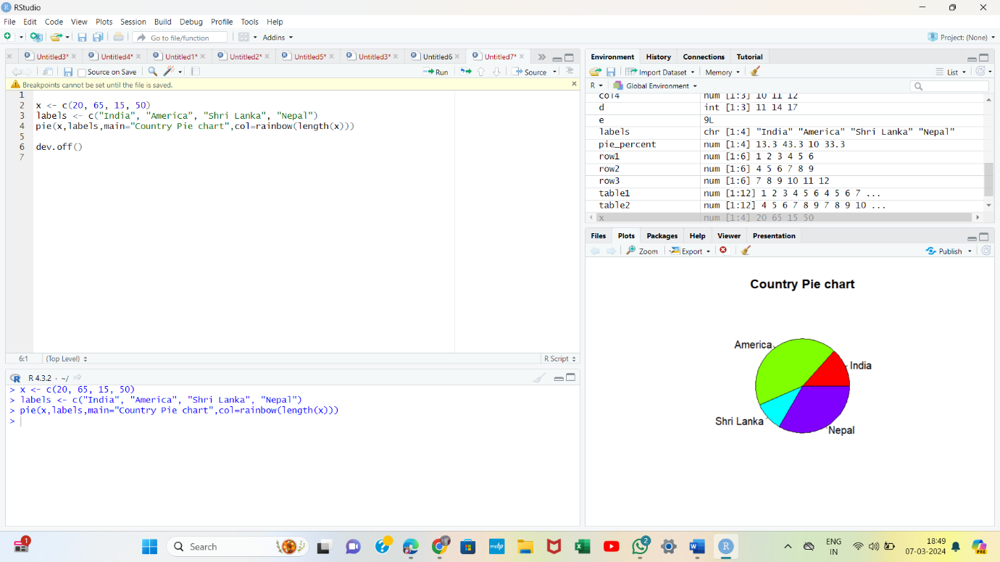 RStudio
File Edit Code View Plots Session Build Debug Profile Tools Help
Go to file/function Addins Project: (None)
Untitled3* Untitled4* Untitled1* Untitled2* Untitled5* Untitled3* Untitled6 Untitled7*
Source on Save Run Source
Breakpoints cannot be set until the file is saved.
1
2 x <- c(20, 65, 15, 50)
3 labels <- c("India", "America", "Shri Lanka", "Nepal")
4 pie(x,labels,main="Country Pie chart",col=rainbow(length(x)))
5
6 dev.off()
7
6:1 (Top Level) R Script
R 4.3.2 · ~/
> x <- c(20, 65, 15, 50)
> labels <- c("India", "America", "Shri Lanka", "Nepal")
> pie(x,labels,main="Country Pie chart",col=rainbow(length(x)))
>
Environment History Connections Tutorial
Import Dataset Memory List
R Global Environment
col4 num [1:3] 10 11 12
d int [1:3] 11 14 17
e 9L
labels chr [1:4] "India" "America" "Shri Lanka" "Nepal"
pie_percent num [1:4] 13.3 43.3 10 33.3
row1 num [1:6] 1 2 3 4 5 6
row2 num [1:6] 4 5 6 7 8 9
row3 num [1:6] 7 8 9 10 11 12
table1 num [1:12] 1 2 3 4 5 6 4 5 6 7 ...
table2 num [1:12] 4 5 6 7 8 9 7 8 9 10 ...
x num [1:4] 20 65 15 50
Files Plots Packages Help Viewer Presentation
Zoom Export Publish
Country Pie chart
America
India
Shri Lanka
Nepal
1 Search myhp 2 ENG 18:49
IN 07-03-2024 PRE